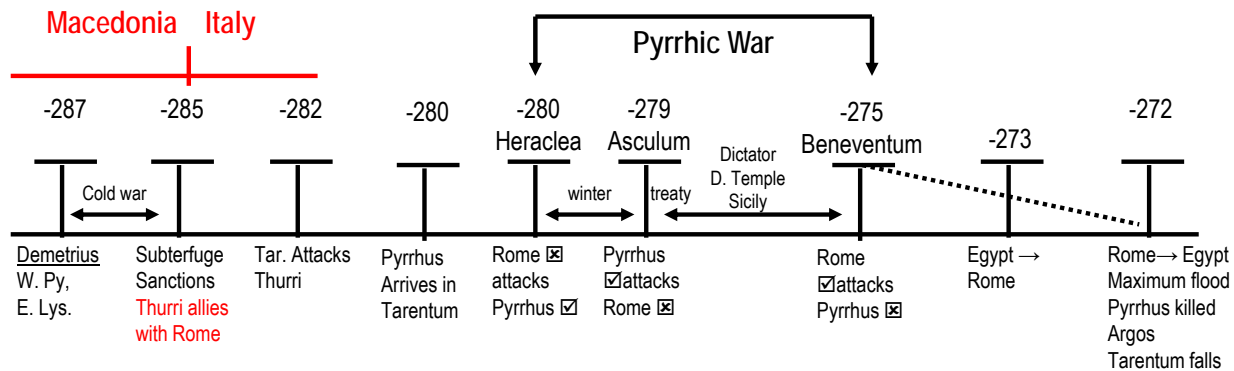 Macedonia Italy
Pyrrhic War
-287
-285
-282
-280
-280
Heraclea
-279
Asculum
-275
Beneventum
-273
-272
Cold war
winter
treaty
Dictator
D. Temple
Sicily
Demetrius
W. Py,
E. Lys.
Subterfuge
Sanctions
Thurri allies
with Rome
Tar. Attacks
Thurri
Pyrrhus
Arrives in
Tarentum
Rome ☒
attacks
Pyrrhus ☑
Pyrrhus
☑attacks
Rome ☒
Rome
☑attacks
Pyrrhus ☒
Egypt →
Rome
Rome→ Egypt
Maximum flood
Pyrrhus killed
Argos
Tarentum falls